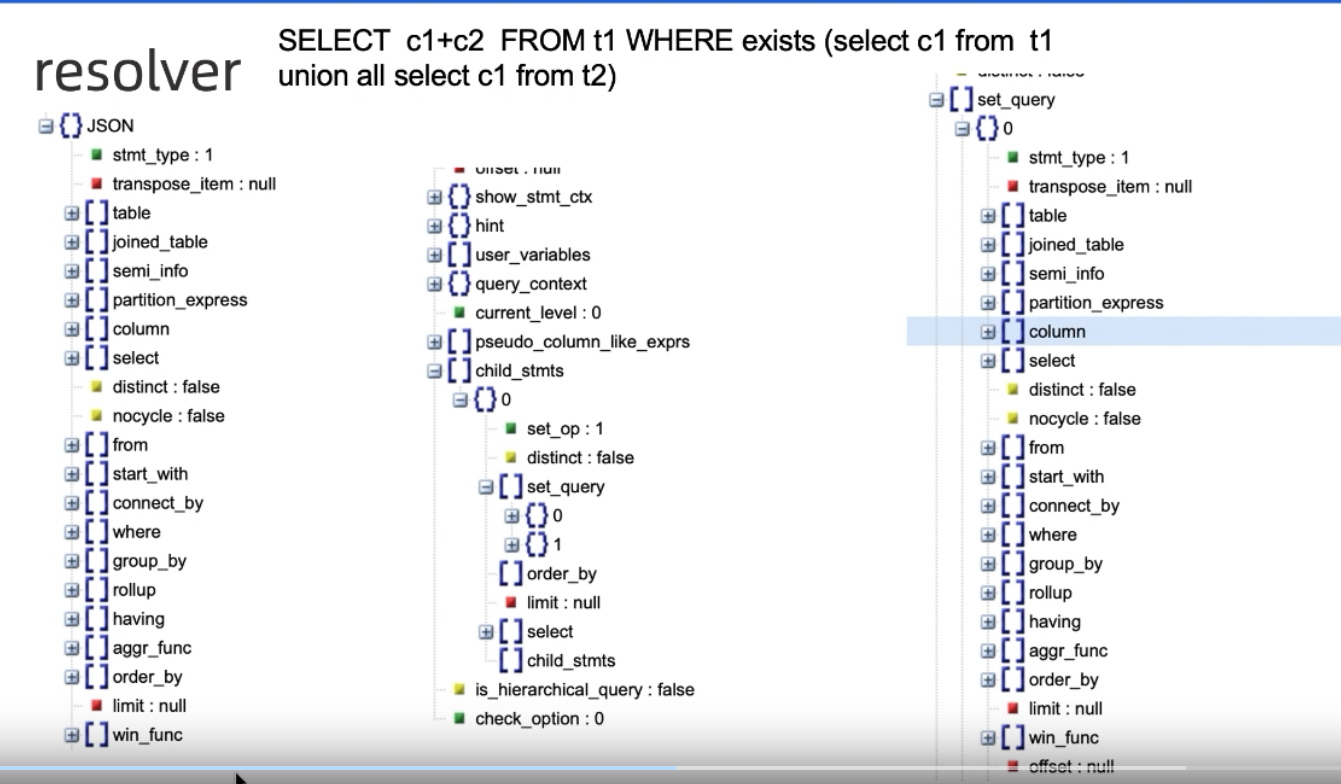 SELECT c1+c2 FROM t1 WHERE exists (select c1 from t1
union all select c1 from t2)
resolver
JSON
stmt_type : 1
transpose_item : null
table
joined_table
semi_info
partition_express
column
select
distinct : false
nocycle : false
from
start_with
connect_by
where
group_by
rollup
having
aggr_func
order_by
limit : null
win_func
offset : null
show_stmt_ctx
hint
user_variables
query_context
current_level : 0
pseudo_column_like_exprs
child_stmts
0
set_op : 1
distinct : false
set_query
0
1
order_by
limit : null
select
child_stmts
is_hierarchical_query : false
check_option : 0
distinct : false
set_query
0
stmt_type : 1
transpose_item : null
table
joined_table
semi_info
partition_express
column
select
distinct : false
nocycle : false
from
start_with
connect_by
where
group_by
rollup
having
aggr_func
order_by
limit : null
win_func
offset : null